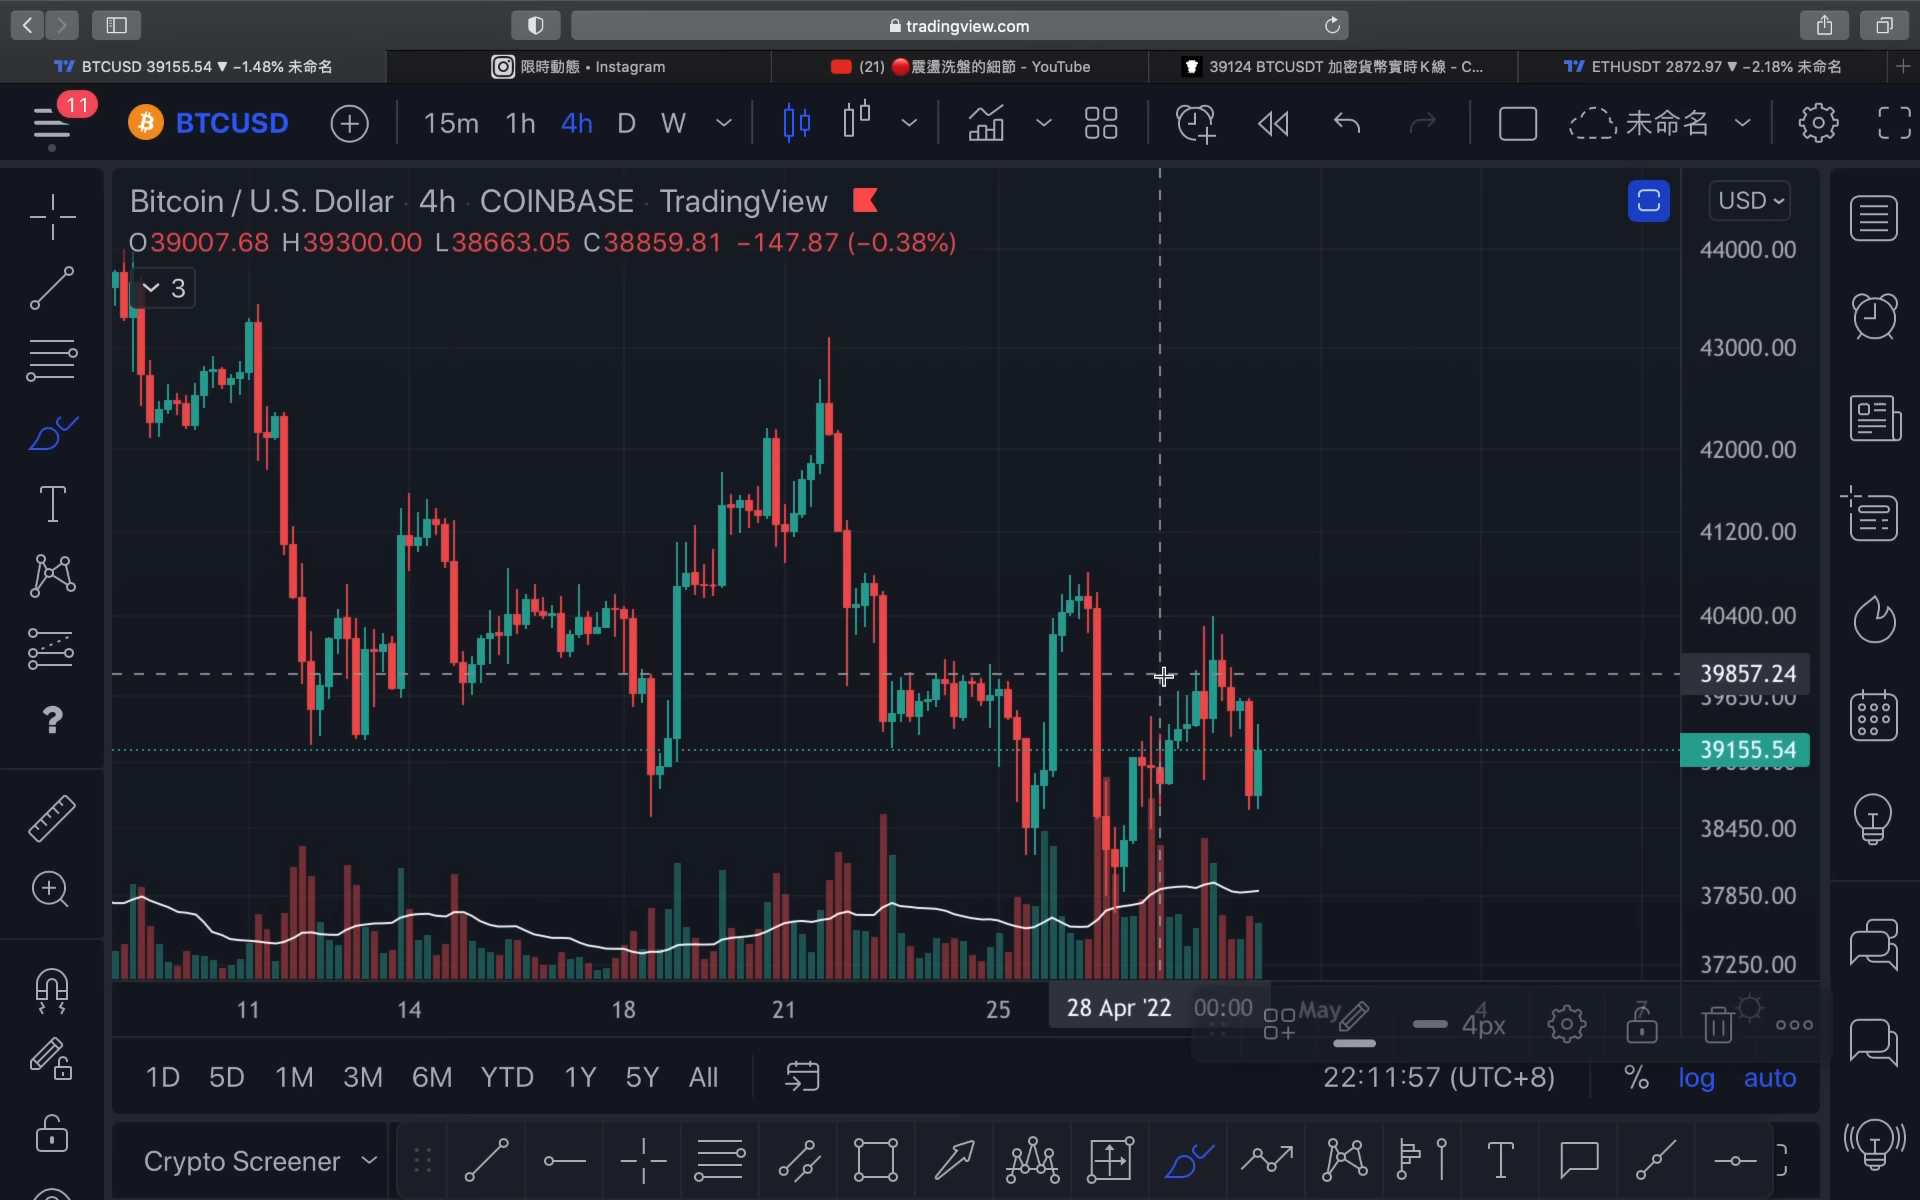 tradingview.com
BTCUSD 39155.54 ▼ −1.48% 未命名
限時動態 • Instagram
(21) 🔴震盪洗盤的細節 - YouTube
39124 BTCUSDT 加密貨幣實時K線 - C...
ETHUSDT 2872.97 ▼ −2.18% 未命名
11
BTCUSD
15m 1h 4h D W
未命名
Bitcoin / U.S. Dollar · 4h · COINBASE · TradingView
USD
O39007.68 H39300.00 L38663.05 C38859.81 −147.87 (−0.38%)
3
44000.00
43000.00
42000.00
41200.00
40400.00
39857.24
39650.00
39155.54
38450.00
37850.00
37250.00
11 14 18 21 25 28 Apr '22 00:00 May 4 7
4px
1D 5D 1M 3M 6M YTD 1Y 5Y All
22:11:57 (UTC+8) % log auto
Crypto Screener